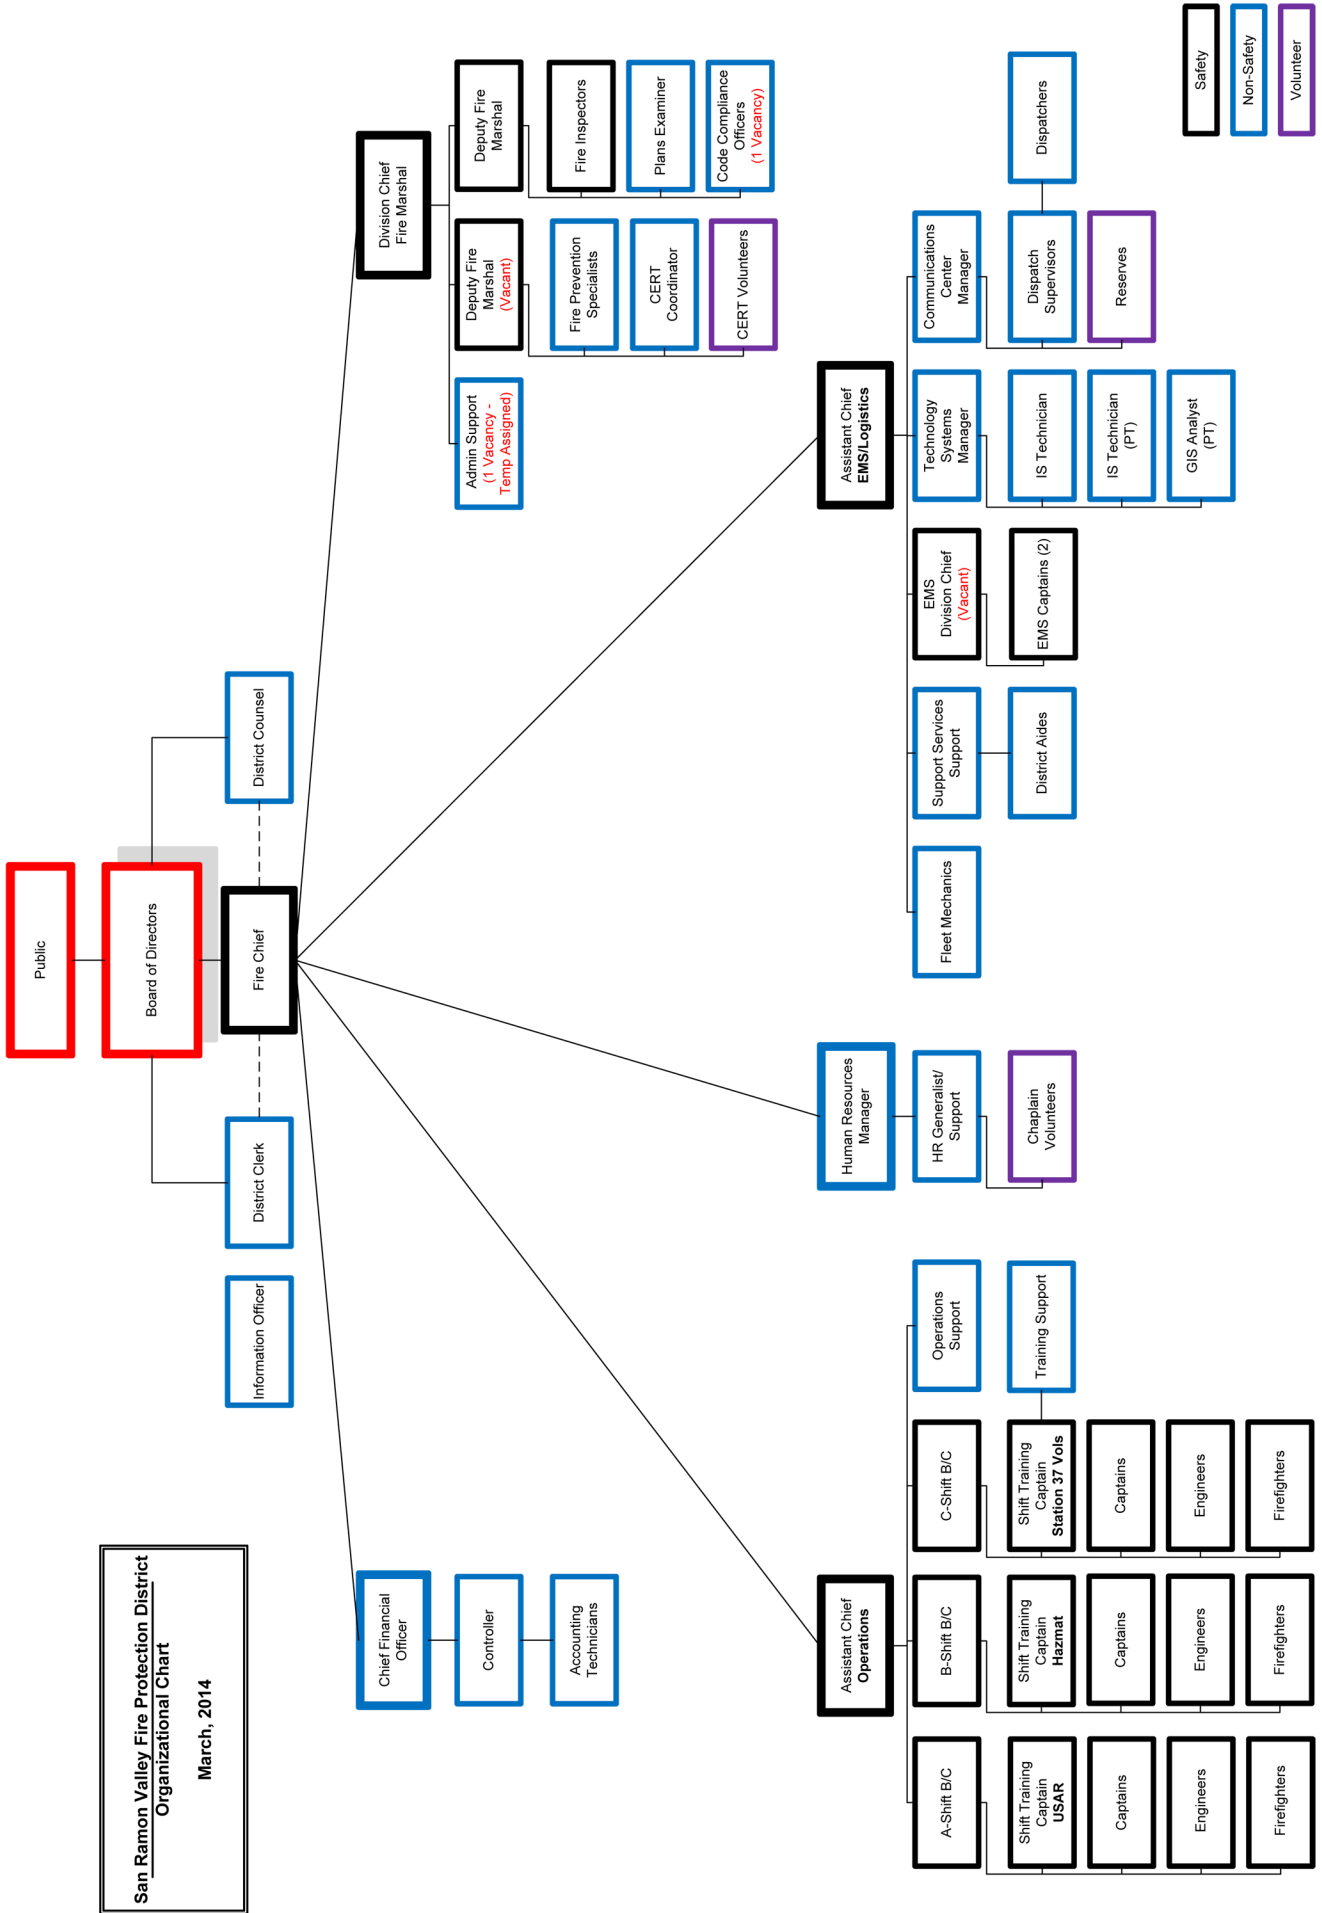 San Ramon Valley Fire Protection District
Organizational Chart
March, 2014
Public
Board of Directors
Information Officer
District Clerk
Fire Chief
District Counsel
Chief Financial
Officer
Controller
Accounting
Technicians
Division Chief
Fire Marshal
Admin Support
(1 Vacancy -
Temp Assigned)
Deputy Fire
Marshal
(Vacant)
Fire Prevention
Specialists
CERT
Coordinator
CERT Volunteers
Deputy Fire
Marshal
Fire Inspectors
Plans Examiner
Code Compliance
Officers
(1 Vacancy)
Assistant Chief
Operations
A-Shift B/C
Shift Training
Captain
USAR
Captains
Engineers
Firefighters
B-Shift B/C
Shift Training
Captain
Hazmat
Captains
Engineers
Firefighters
C-Shift B/C
Shift Training
Captain
Station 37 Vols
Captains
Engineers
Firefighters
Operations
Support
Training Support
Human Resources
Manager
HR Generalist/
Support
Chaplain
Volunteers
Assistant Chief
EMS/Logistics
Fleet Mechanics
Support Services
Support
District Aides
EMS
Division Chief
(Vacant)
EMS Captains (2)
Technology
Systems
Manager
IS Technician
IS Technician
(PT)
GIS Analyst
(PT)
Communications
Center
Manager
Dispatch
Supervisors
Reserves
Dispatchers
Safety
Non-Safety
Volunteer